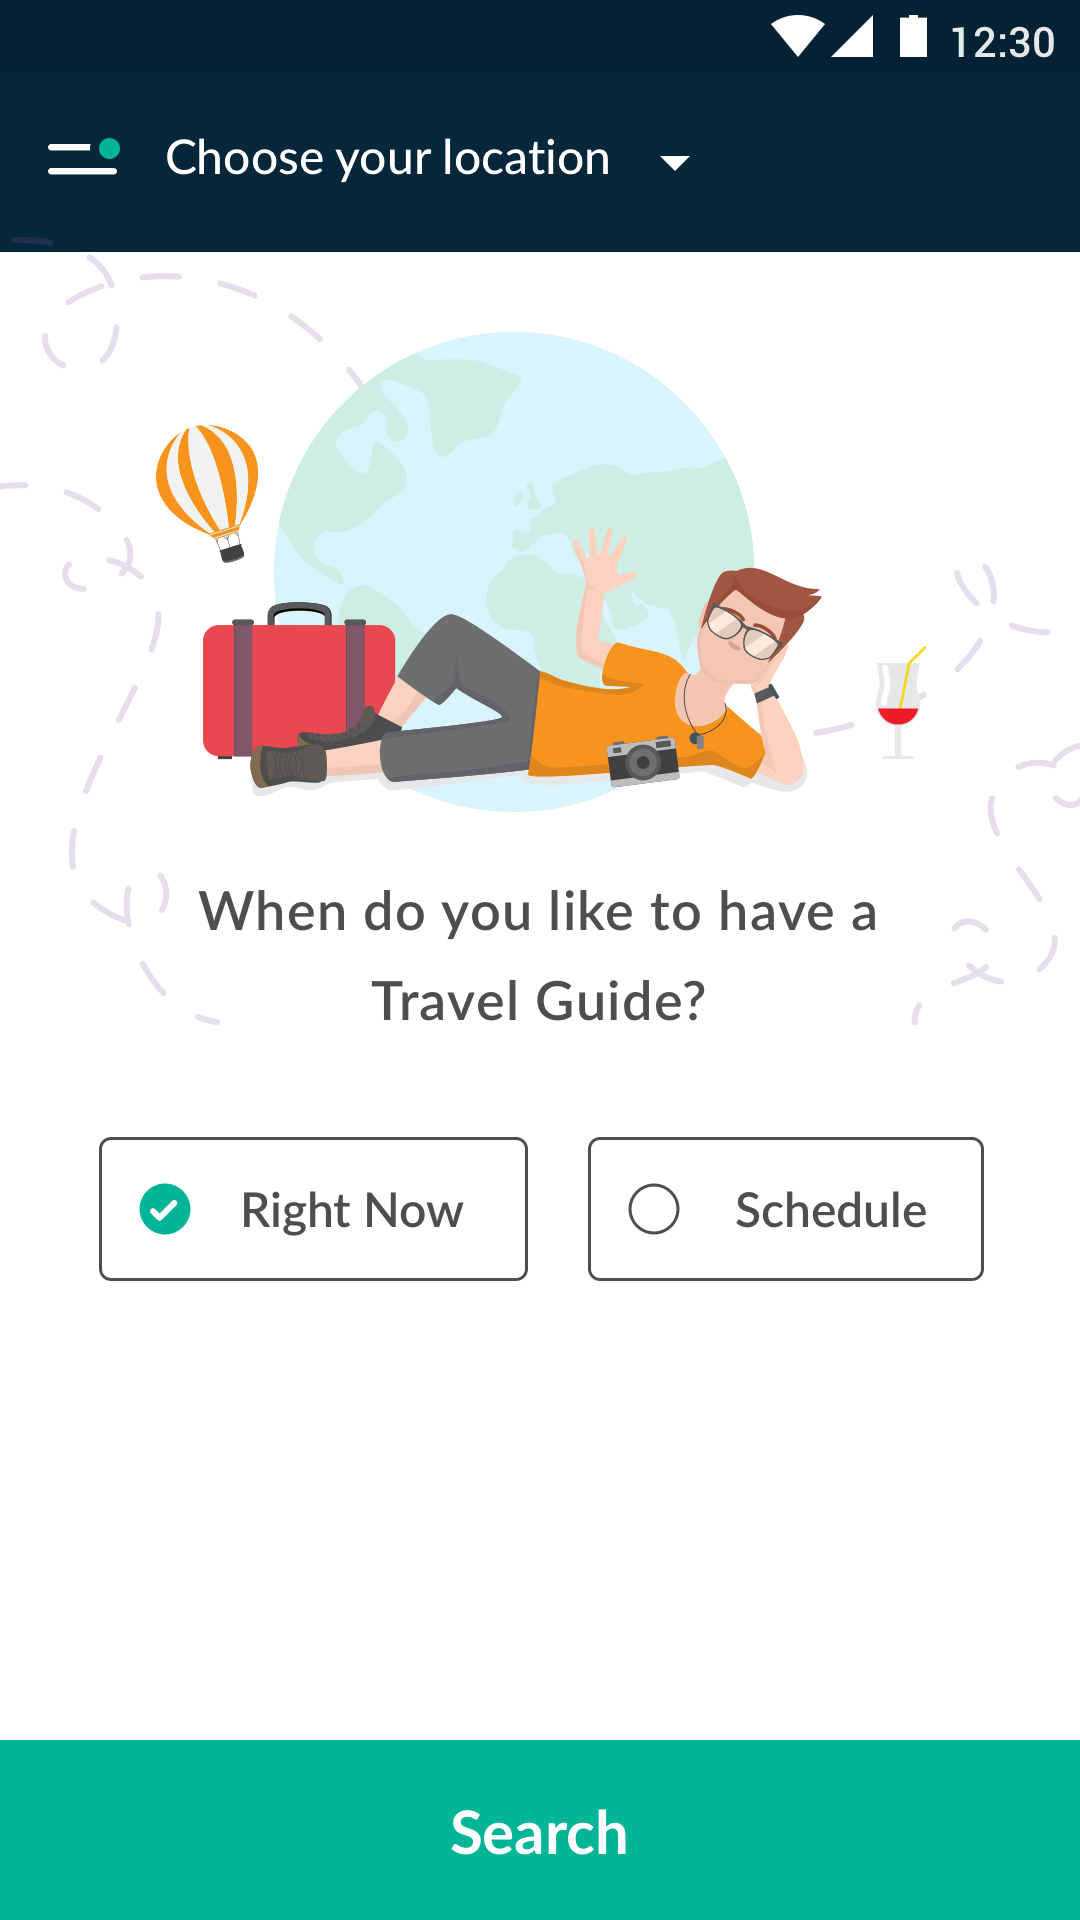 12:30
Choose your location
When do you like to have a
Travel Guide?
Right Now
Schedule
Search